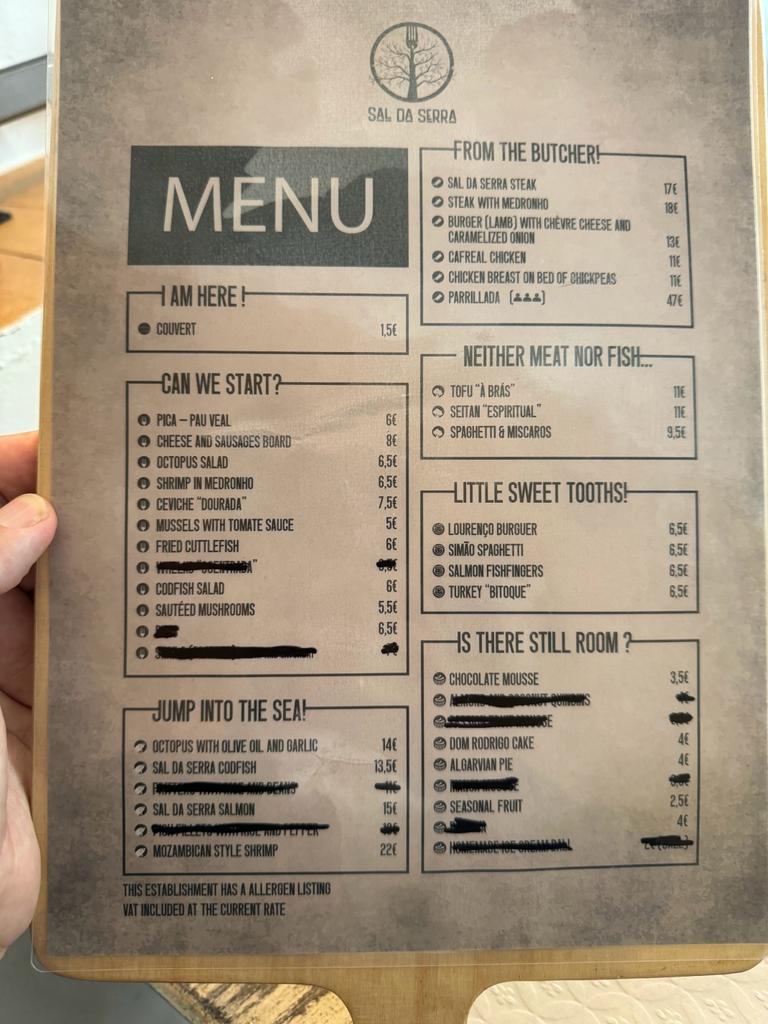 SAL DA SERRA
MENU
I AM HERE !
COUVERT 1,5€
CAN WE START?
PICA – PAU VEAL 6€
CHEESE AND SAUSAGES BOARD 8€
OCTOPUS SALAD 6,5€
SHRIMP IN MEDRONHO 6,5€
CEVICHE "DOURADA" 7,5€
MUSSELS WITH TOMATE SAUCE 5€
FRIED CUTTLEFISH 6€
CODFISH SALAD 6€
SAUTÉED MUSHROOMS 5,5€
6,5€
JUMP INTO THE SEA!
OCTOPUS WITH OLIVE OIL AND GARLIC 14€
SAL DA SERRA CODFISH 13,5€
SAL DA SERRA SALMON 15€
MOZAMBICAN STYLE SHRIMP 22€
THIS ESTABLISHMENT HAS A ALLERGEN LISTING
VAT INCLUDED AT THE CURRENT RATE
FROM THE BUTCHER!
SAL DA SERRA STEAK 17€
STEAK WITH MEDRONHO 18€
BURGER (LAMB) WITH CHÈVRE CHEESE AND
CARAMELIZED ONION 13€
CAFREAL CHICKEN 11€
CHICKEN BREAST ON BED OF CHICKPEAS 11€
PARRILLADA 47€
NEITHER MEAT NOR FISH...
TOFU "À BRÁS" 11€
SEITAN "ESPIRITUAL" 11€
SPAGHETTI & MISCAROS 9,5€
LITTLE SWEET TOOTHS!
LOURENÇO BURGUER 6,5€
SIMÃO SPAGHETTI 6,5€
SALMON FISHFINGERS 6,5€
TURKEY "BITOQUE" 6,5€
IS THERE STILL ROOM ?
CHOCOLATE MOUSSE 3,5€
DOM RODRIGO CAKE 4€
ALGARVIAN PIE 4€
SEASONAL FRUIT 2,5€
4€